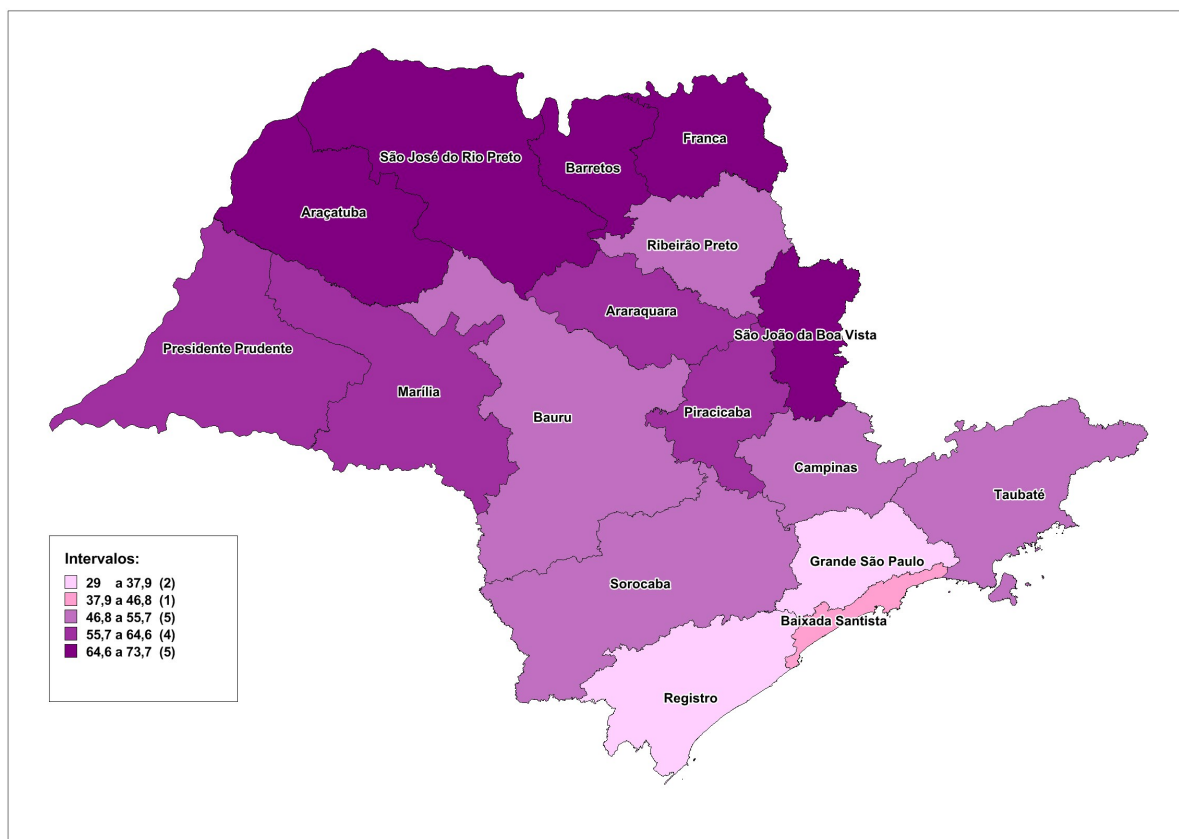 Franca
São José do Rio Preto
Barretos
Araçatuba
Ribeirão Preto
Araraquara
São João da Boa Vista
Presidente Prudente
Marília
Piracicaba
Bauru
Campinas
Taubaté
Grande São Paulo
Sorocaba
Baixada Santista
Registro
Intervalos:
29 a 37,9 (2)
37,9 a 46,8 (1)
46,8 a 55,7 (5)
55,7 a 64,6 (4)
64,6 a 73,7 (5)